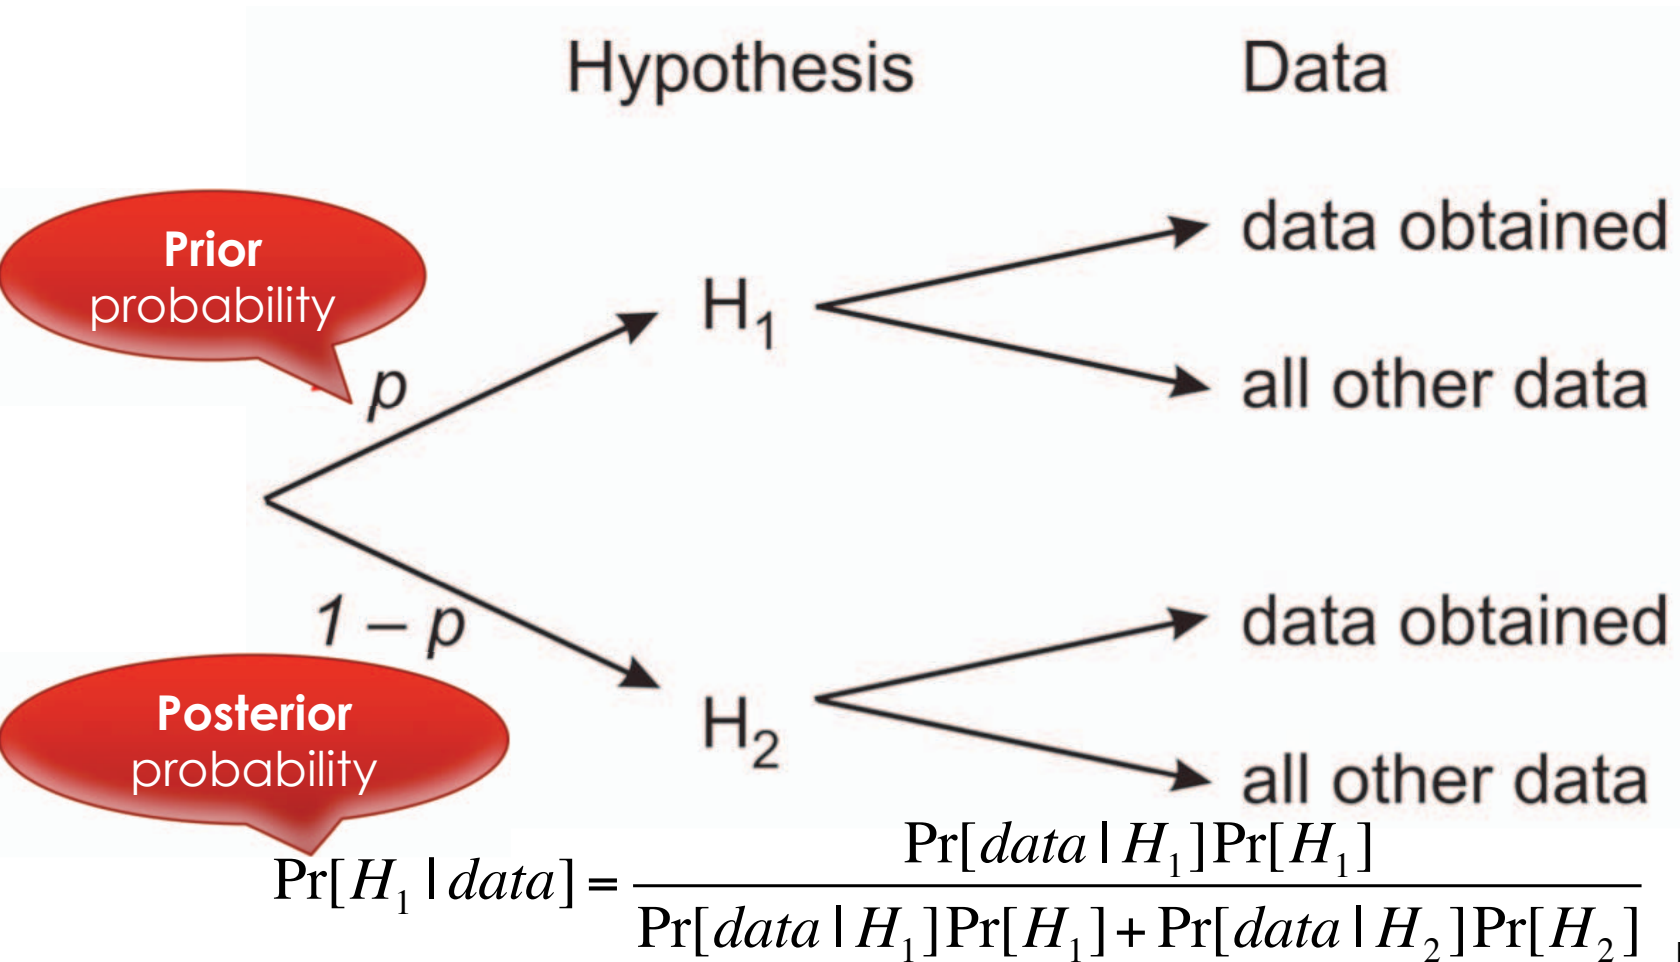 Hypothesis Data
Prior
probability
data obtained
H₁
all other data
p
1 – p
data obtained
H₂
all other data
Posterior
probability
Pr[H₁ | data] = Pr[data | H₁]Pr[H₁] / Pr[data | H₁]Pr[H₁] + Pr[data | H₂]Pr[H₂]